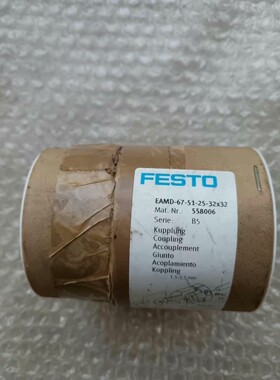 FESTO
EAMD-67-51-25-32x32
Mat. Nr.: 558006
Serie: B5
Kupplung
Coupling
Accouplement
Giunto
Acoplamiento
Koppling